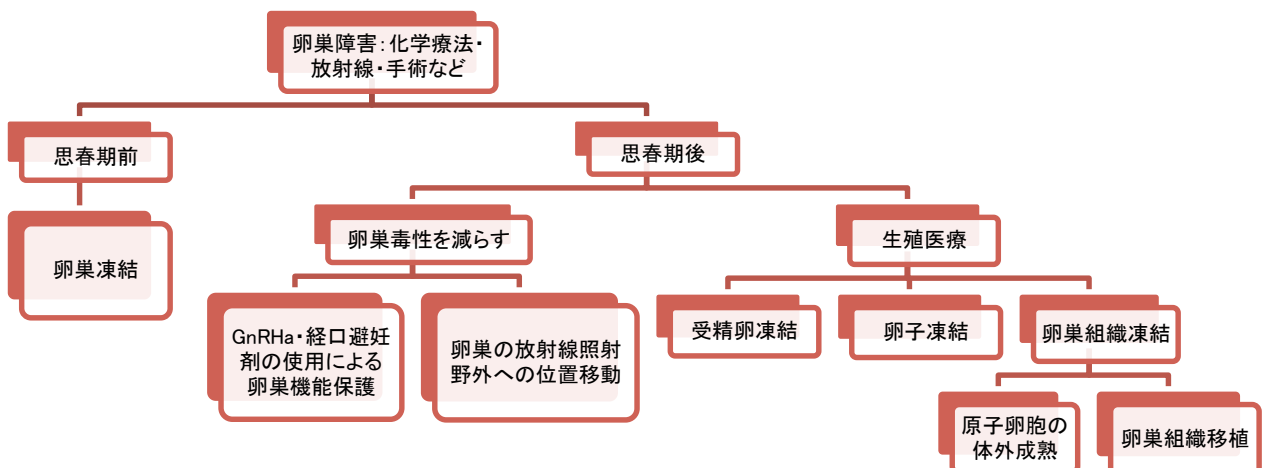 卵巣障害：化学療法・
放射線・手術など
思春期前
思春期後
卵巣凍結
卵巣毒性を減らす
生殖医療
GnRHa・経口避妊
剤の使用による
卵巣機能保護
卵巣の放射線照射
野外への位置移動
受精卵凍結
卵子凍結
卵巣組織凍結
原子卵胞の
体外成熟
卵巣組織移植